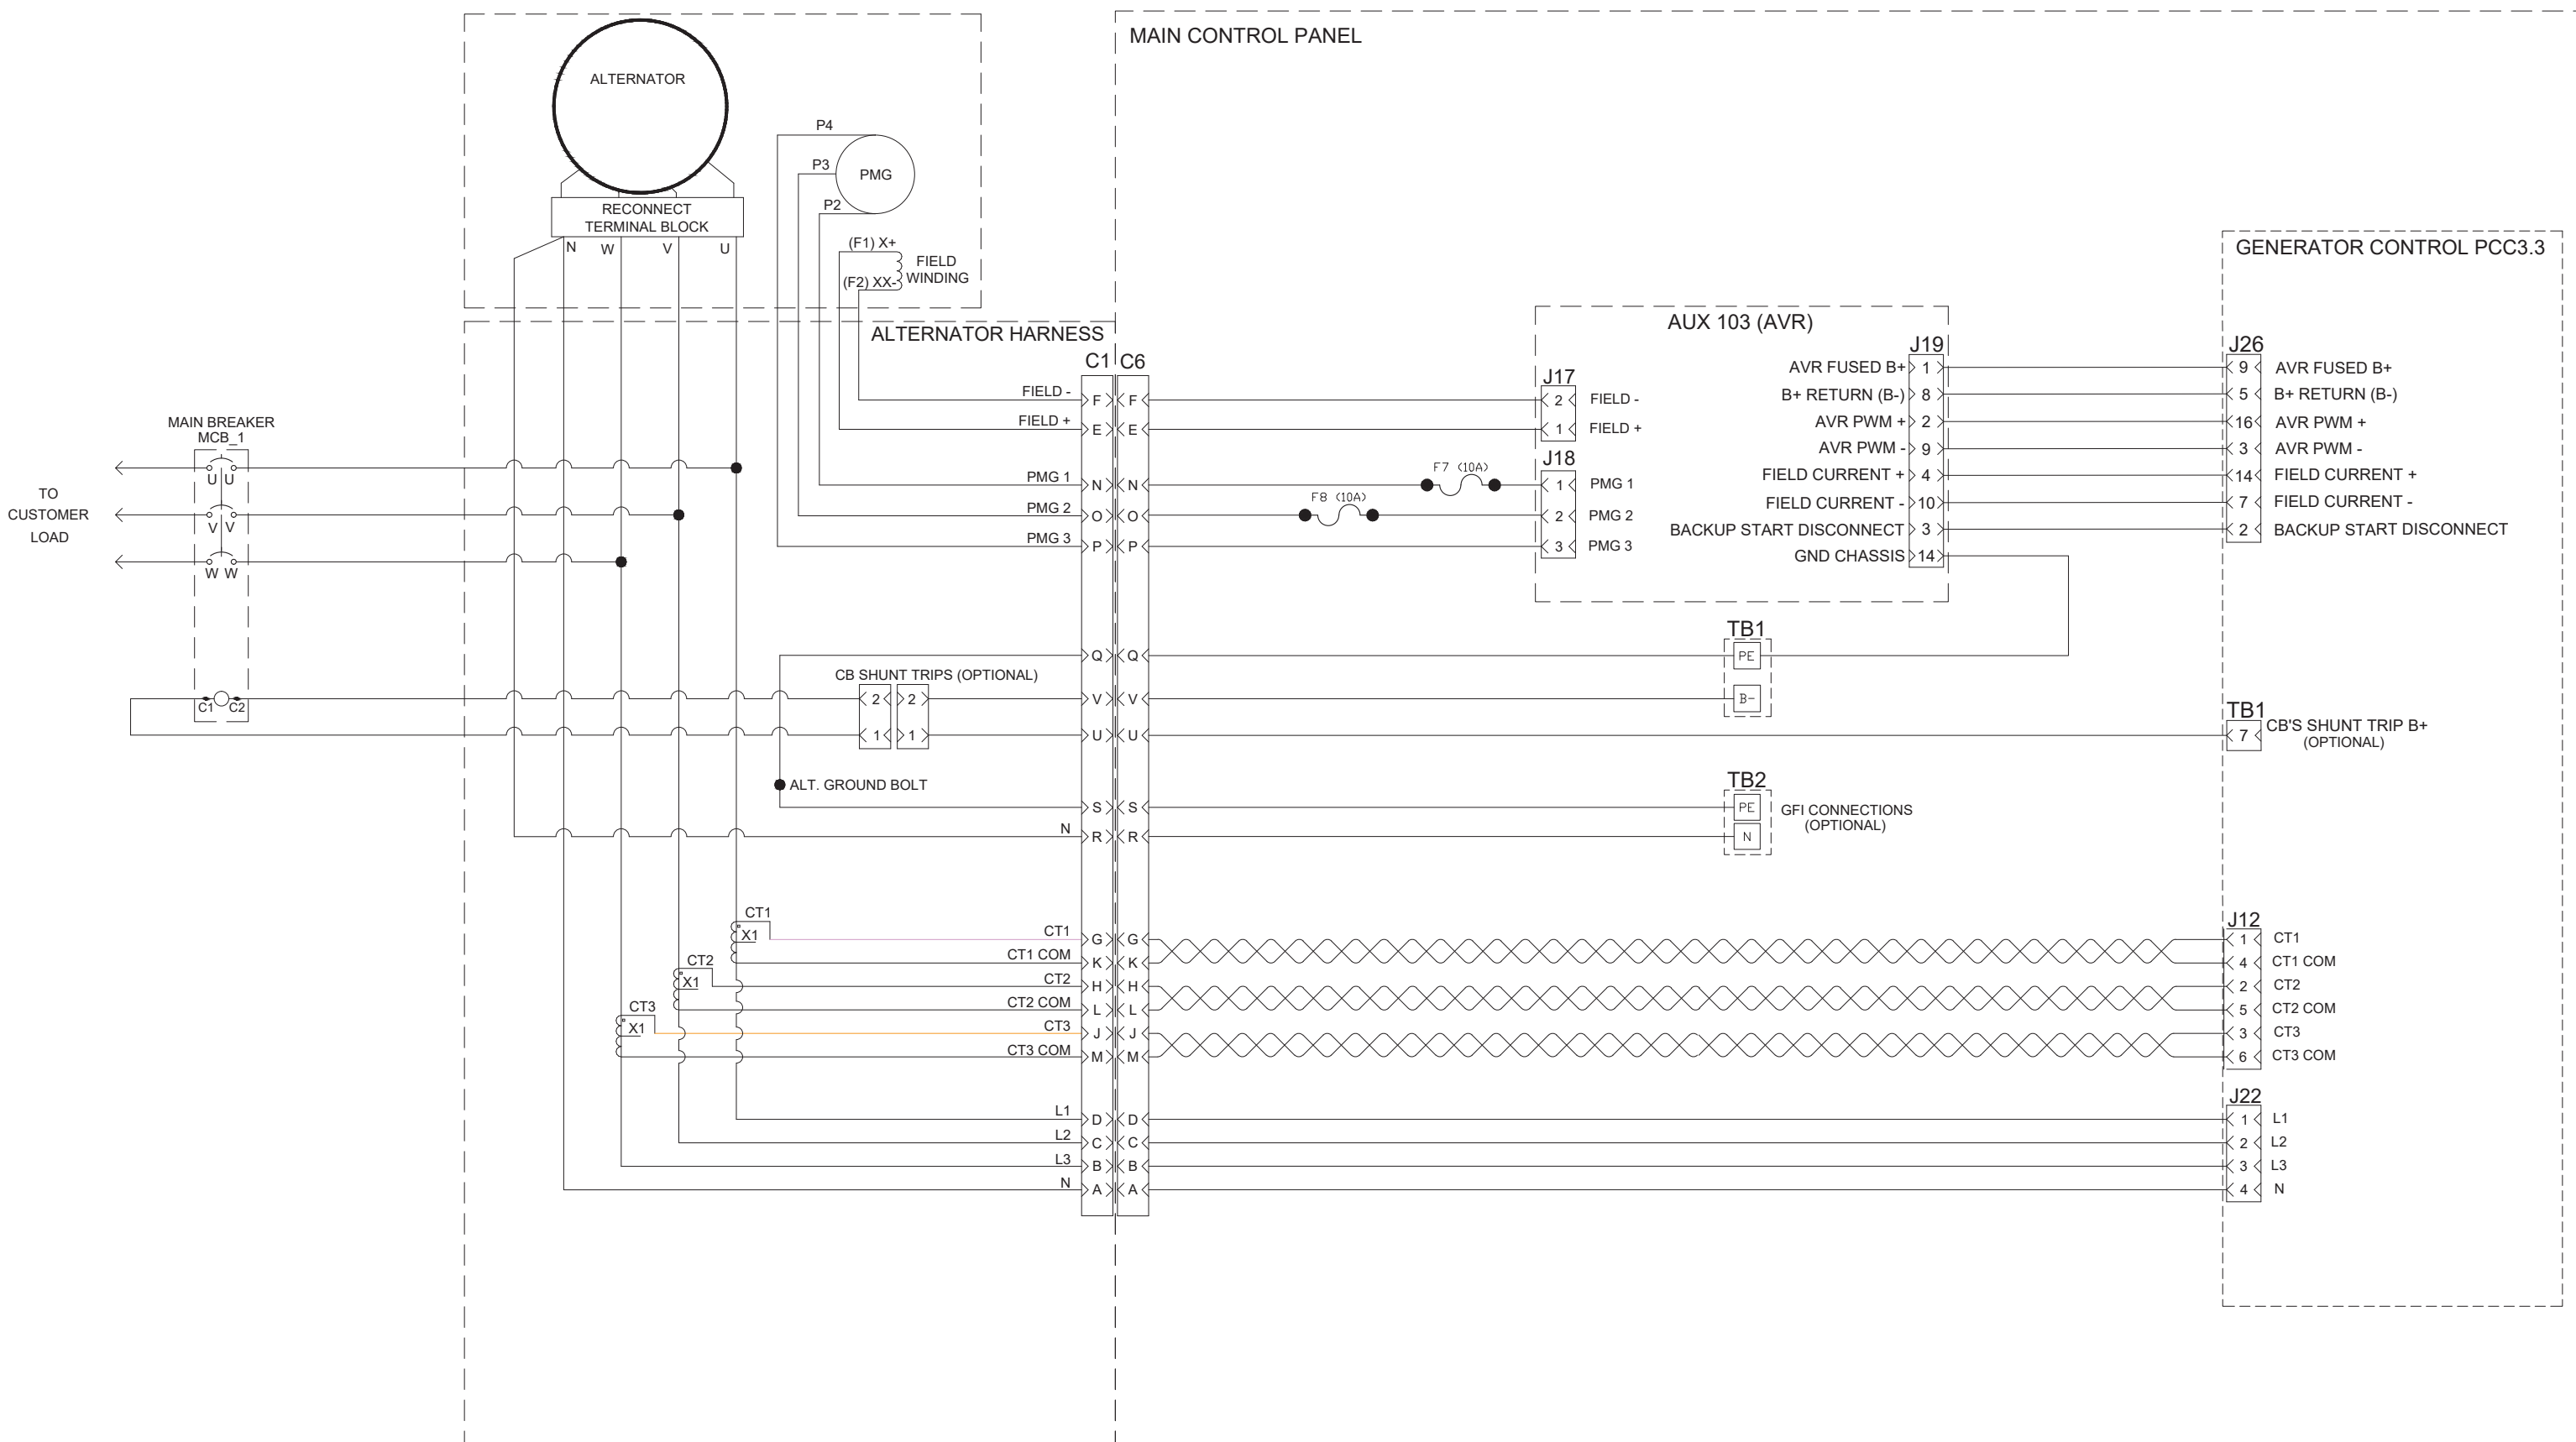 MAIN CONTROL PANEL
ALTERNATOR
P4
P3
PMG
P2
RECONNECT
TERMINAL BLOCK
N
W
V
U
(F1) X+
(F2) XX-
FIELD
WINDING
GENERATOR CONTROL PCC3.3
ALTERNATOR HARNESS
C1
C6
AUX 103 (AVR)
J17
2
FIELD -
1
FIELD +
J18
1
PMG 1
2
PMG 2
3
PMG 3
J19
AVR FUSED B+
1
B+ RETURN (B-)
8
AVR PWM +
2
AVR PWM -
9
FIELD CURRENT +
4
FIELD CURRENT -
10
BACKUP START DISCONNECT
3
GND CHASSIS
14
J26
9
AVR FUSED B+
5
B+ RETURN (B-)
16
AVR PWM +
3
AVR PWM -
14
FIELD CURRENT +
7
FIELD CURRENT -
2
BACKUP START DISCONNECT
FIELD -
F
F
FIELD +
E
E
PMG 1
N
N
F7 (10A)
PMG 2
O
O
F8 (10A)
PMG 3
P
P
MAIN BREAKER
MCB_1
U U
V V
W W
TO
CUSTOMER
LOAD
C1
C2
Q
Q
TB1
PE
B-
CB SHUNT TRIPS (OPTIONAL)
2
2
1
1
V
V
U
U
TB1
7
CB'S SHUNT TRIP B+
(OPTIONAL)
ALT. GROUND BOLT
S
S
N
R
R
TB2
PE
N
GFI CONNECTIONS
(OPTIONAL)
CT1
X1
CT2
X1
CT3
X1
CT1
G
G
CT1 COM
K
K
CT2
H
H
CT2 COM
L
L
CT3
J
J
CT3 COM
M
M
J12
1
CT1
4
CT1 COM
2
CT2
5
CT2 COM
3
CT3
6
CT3 COM
L1
D
D
L2
C
C
L3
B
B
N
A
A
J22
1
L1
2
L2
3
L3
4
N